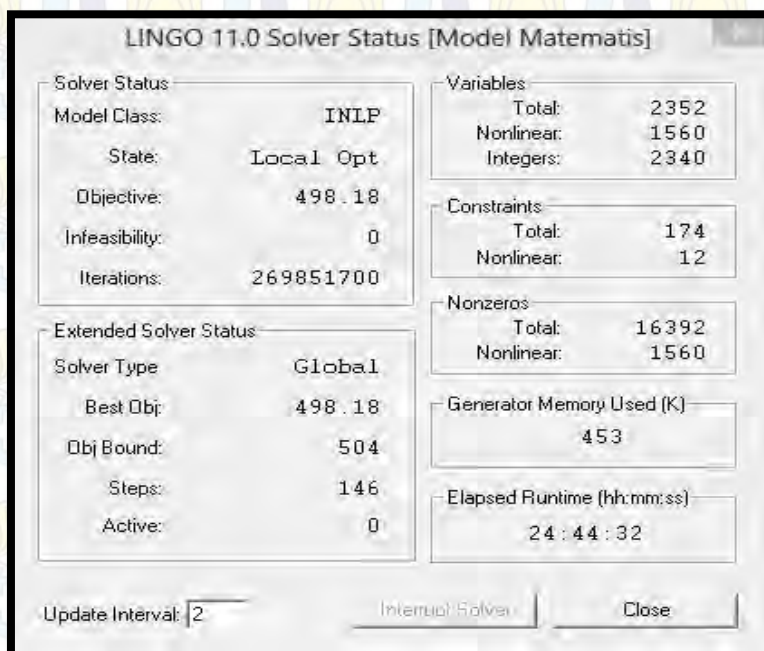 LINGO 11.0 Solver Status [Model Matematis]
Solver Status
Model Class: INLP
State: Local Opt
Objective: 498.18
Infeasibility: 0
Iterations: 269851700
Extended Solver Status
Solver Type Global
Best Obj: 498.18
Obj Bound: 504
Steps: 146
Active: 0
Variables
Total: 2352
Nonlinear: 1560
Integers: 2340
Constraints
Total: 174
Nonlinear: 12
Nonzeros
Total: 16392
Nonlinear: 1560
Generator Memory Used (K)
453
Elapsed Runtime (hh:mm:ss)
24:44:32
Update Interval: 2
Interrupt Solver
Close